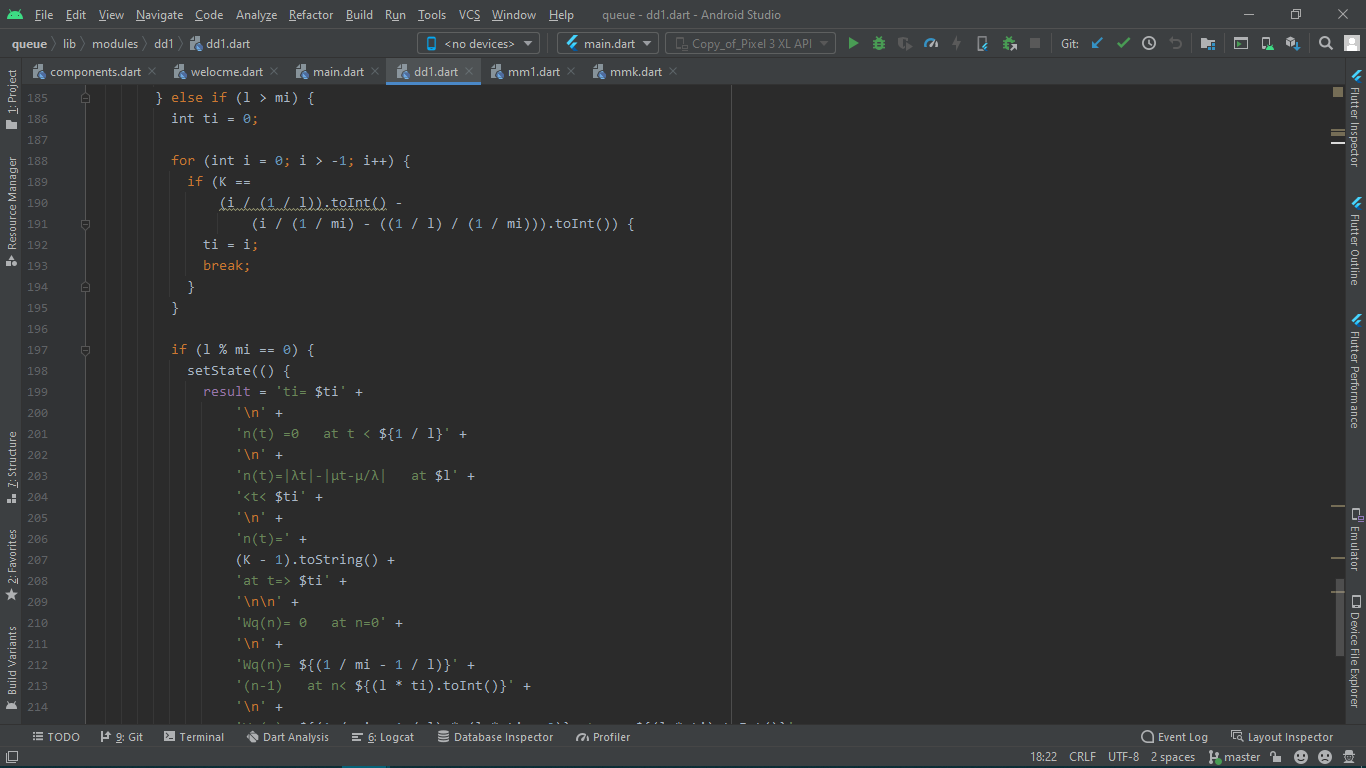 File Edit View Navigate Code Analyze Refactor Build Run Tools VCS Window Help queue - dd1.dart - Android Studio
queue lib modules dd1 dd1.dart <no devices> main.dart Copy_of_Pixel 3 XL API Git:
components.dart welocme.dart main.dart dd1.dart mm1.dart mmk.dart
1: Project
Resource Manager
7: Structure
2: Favorites
Build Variants
185 } else if (l > mi) {
186 int ti = 0;
187
188 for (int i = 0; i > -1; i++) {
189 if (K ==
190 (i / (1 / l)).toInt() -
191 (i / (1 / mi) - ((1 / l) / (1 / mi))).toInt()) {
192 ti = i;
193 break;
194 }
195 }
196
197 if (l % mi == 0) {
198 setState(() {
199 result = 'ti= $ti' +
200 '\n' +
201 'n(t) =0   at t < ${1 / l}' +
202 '\n' +
203 'n(t)=|λt|-|μt-μ/λ|   at $l' +
204 '<t< $ti' +
205 '\n' +
206 'n(t)=' +
207 (K - 1).toString() +
208 'at t=> $ti' +
209 '\n\n' +
210 'Wq(n)= 0   at n=0' +
211 '\n' +
212 'Wq(n)= ${(1 / mi - 1 / l)}' +
213 '(n-1)   at n< ${(l * ti).toInt()}' +
214 '\n' +
Flutter Inspector
Flutter Outline
Flutter Performance
Emulator
Device File Explorer
TODO 9: Git Terminal Dart Analysis 6: Logcat Database Inspector Profiler Event Log Layout Inspector
18:22 CRLF UTF-8 2 spaces master